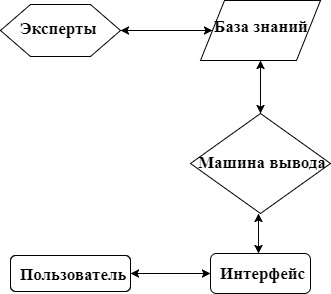 Эксперты
База знаний
Машина вывода
Пользователь
Интерфейс